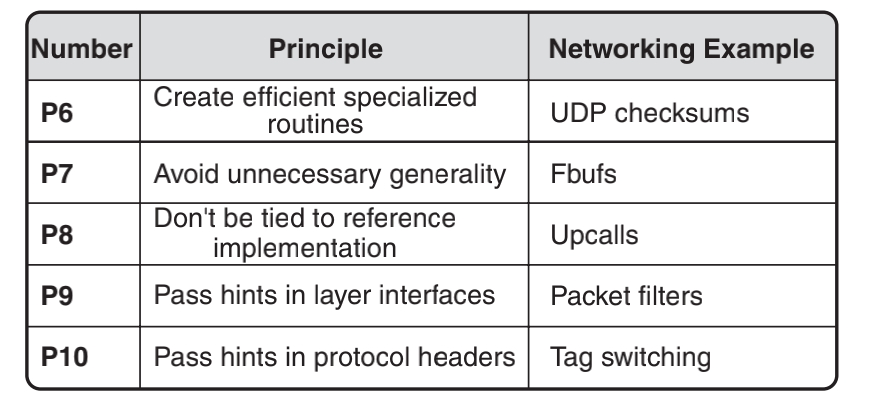 Number Principle Networking Example
P6 Create efficient specialized routines UDP checksums
P7 Avoid unnecessary generality Fbufs
P8 Don't be tied to reference implementation Upcalls
P9 Pass hints in layer interfaces Packet filters
P10 Pass hints in protocol headers Tag switching